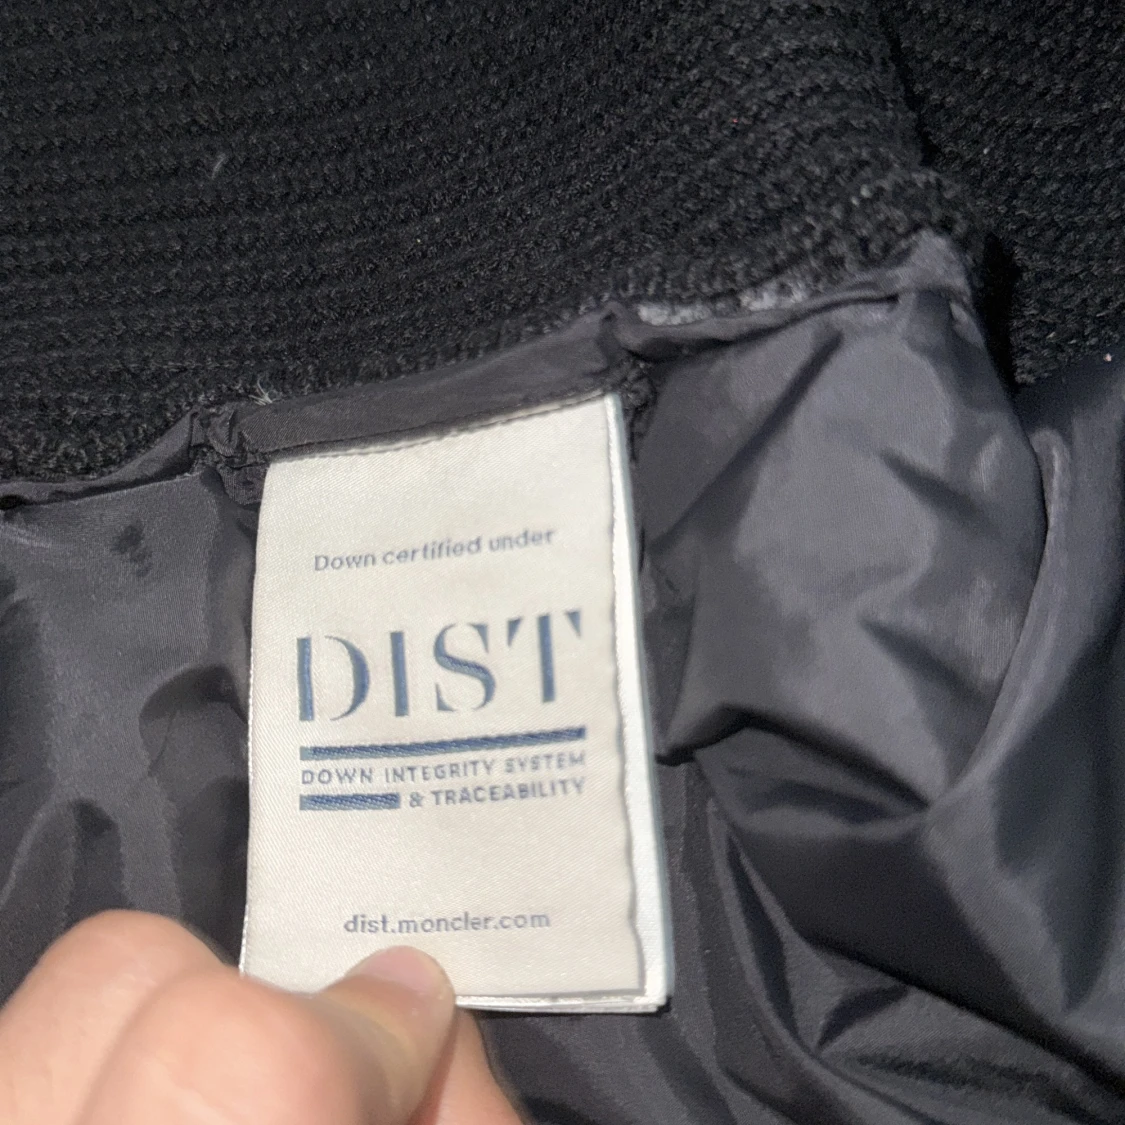 Down certified under
DIST
DOWN INTEGRITY SYSTEM
& TRACEABILITY
dist.moncler.com